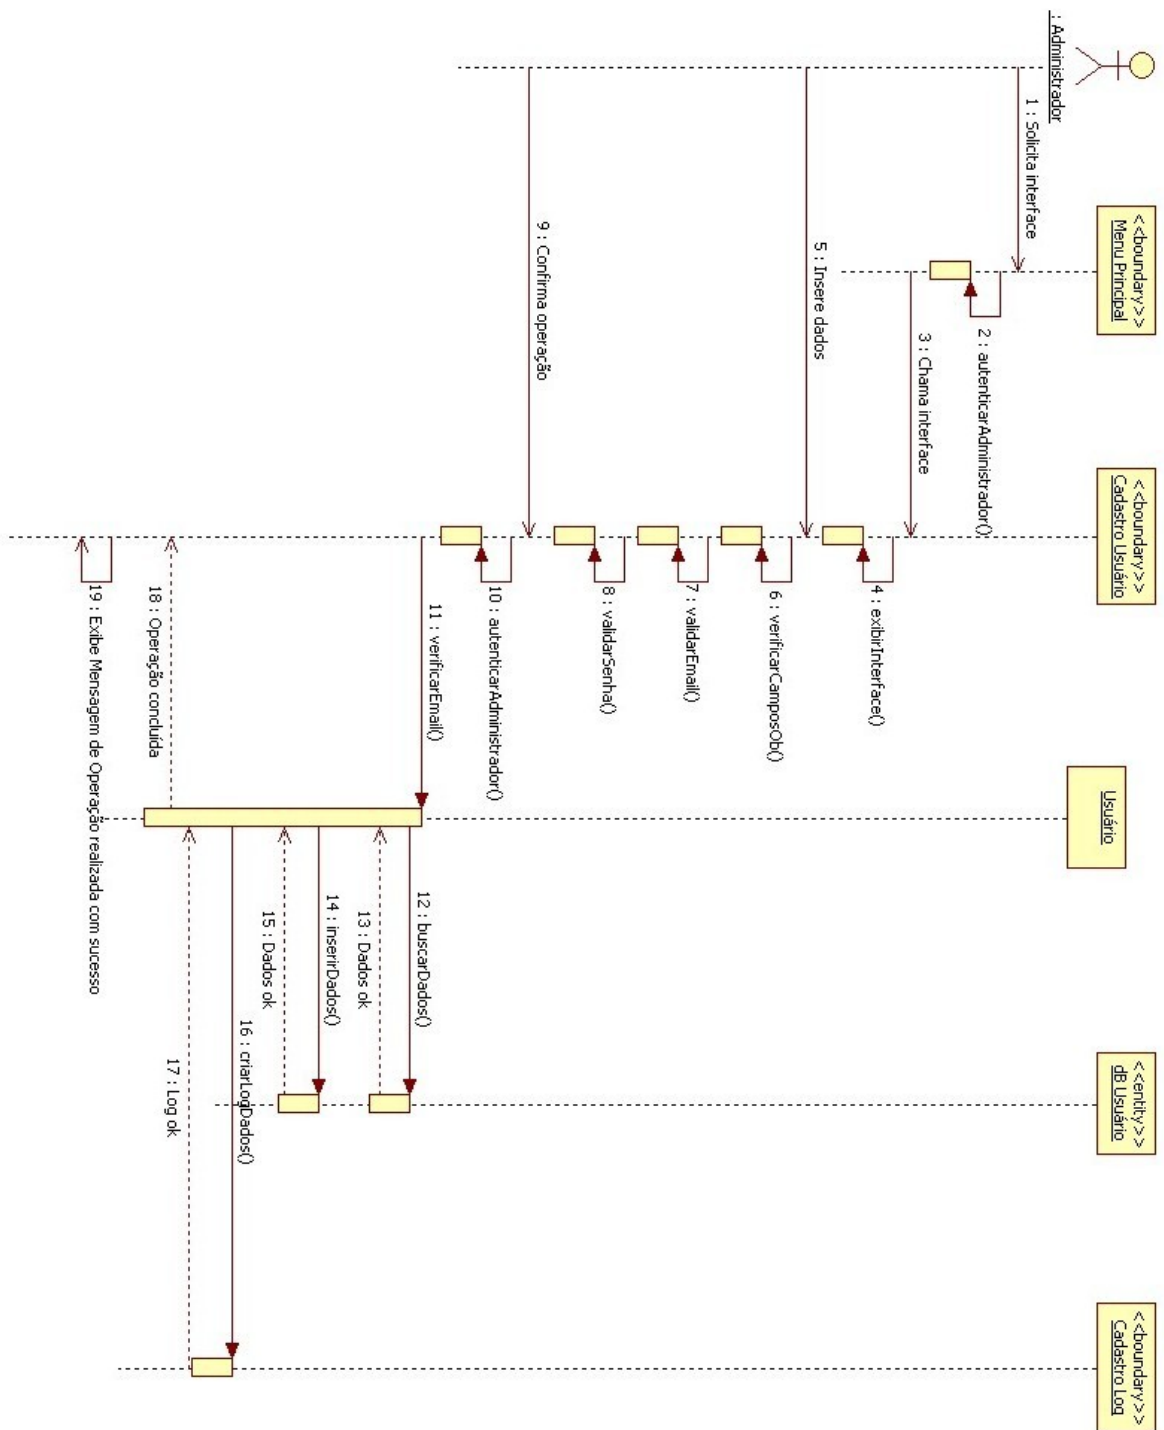 : Administrador
<<boundary>>
Menu Principal
<<boundary>>
Cadastro Usuário
Usuário
<<entity>>
dB Usuário
<<boundary>>
Cadastro Log
1 : Solicita interface
2 : autenticarAdministrador()
3 : Chama interface
4 : exibirInterface()
5 : Insere dados
6 : verificarCamposOb()
7 : validarEmail()
8 : validarSenha()
9 : Confirma operação
10 : autenticarAdministrador()
11 : verificarEmail()
12 : buscarDados()
13 : Dados ok
14 : inserirDados()
15 : Dados ok
16 : criarLogDados()
17 : Log ok
18 : Operação concluída
19 : Exibe Mensagem de Operação realizada com sucesso